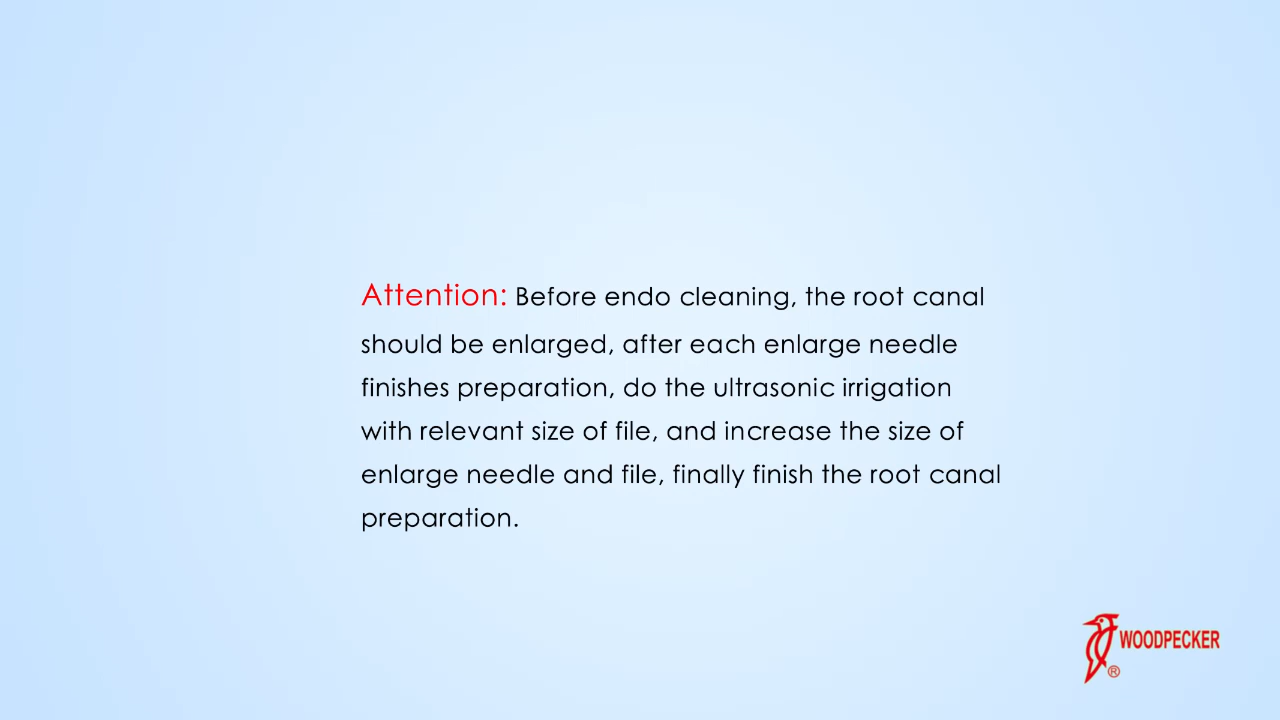 Attention: Before endo cleaning, the root canal
should be enlarged, after each enlarge needle
finishes preparation, do the ultrasonic irrigation
with relevant size of file, and increase the size of
enlarge needle and file, finally finish the root canal
preparation.
WOODPECKER
®